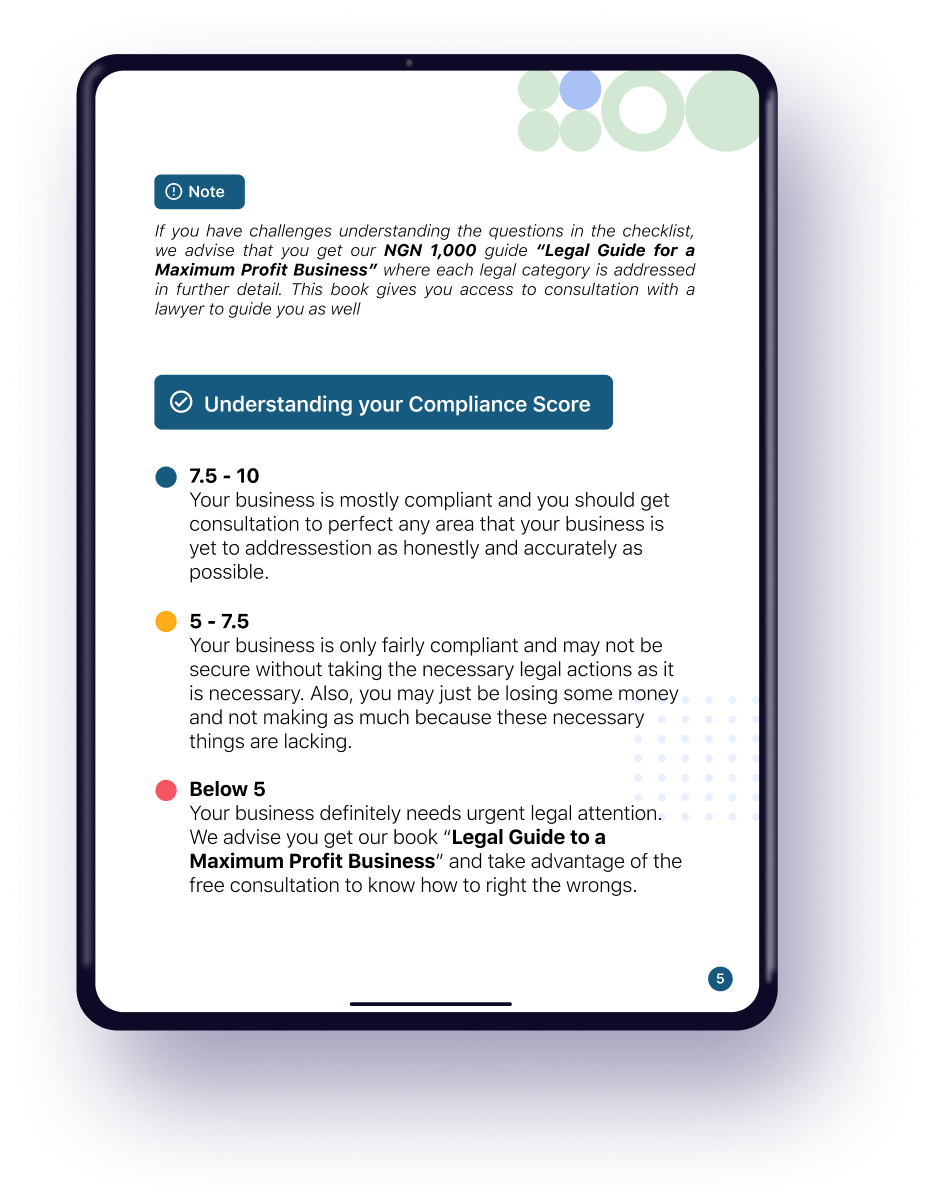 Note
If you have challenges understanding the questions in the checklist,
we advise that you get our NGN 1,000 guide “Legal Guide for a
Maximum Profit Business” where each legal category is addressed
in further detail. This book gives you access to consultation with a
lawyer to guide you as well
Understanding your Compliance Score
7.5 - 10
Your business is mostly compliant and you should get
consultation to perfect any area that your business is
yet to addressestion as honestly and accurately as
possible.
5 - 7.5
Your business is only fairly compliant and may not be
secure without taking the necessary legal actions as it
is necessary. Also, you may just be losing some money
and not making as much because these necessary
things are lacking.
Below 5
Your business definitely needs urgent legal attention.
We advise you get our book “Legal Guide to a
Maximum Profit Business” and take advantage of the
free consultation to know how to right the wrongs.
5